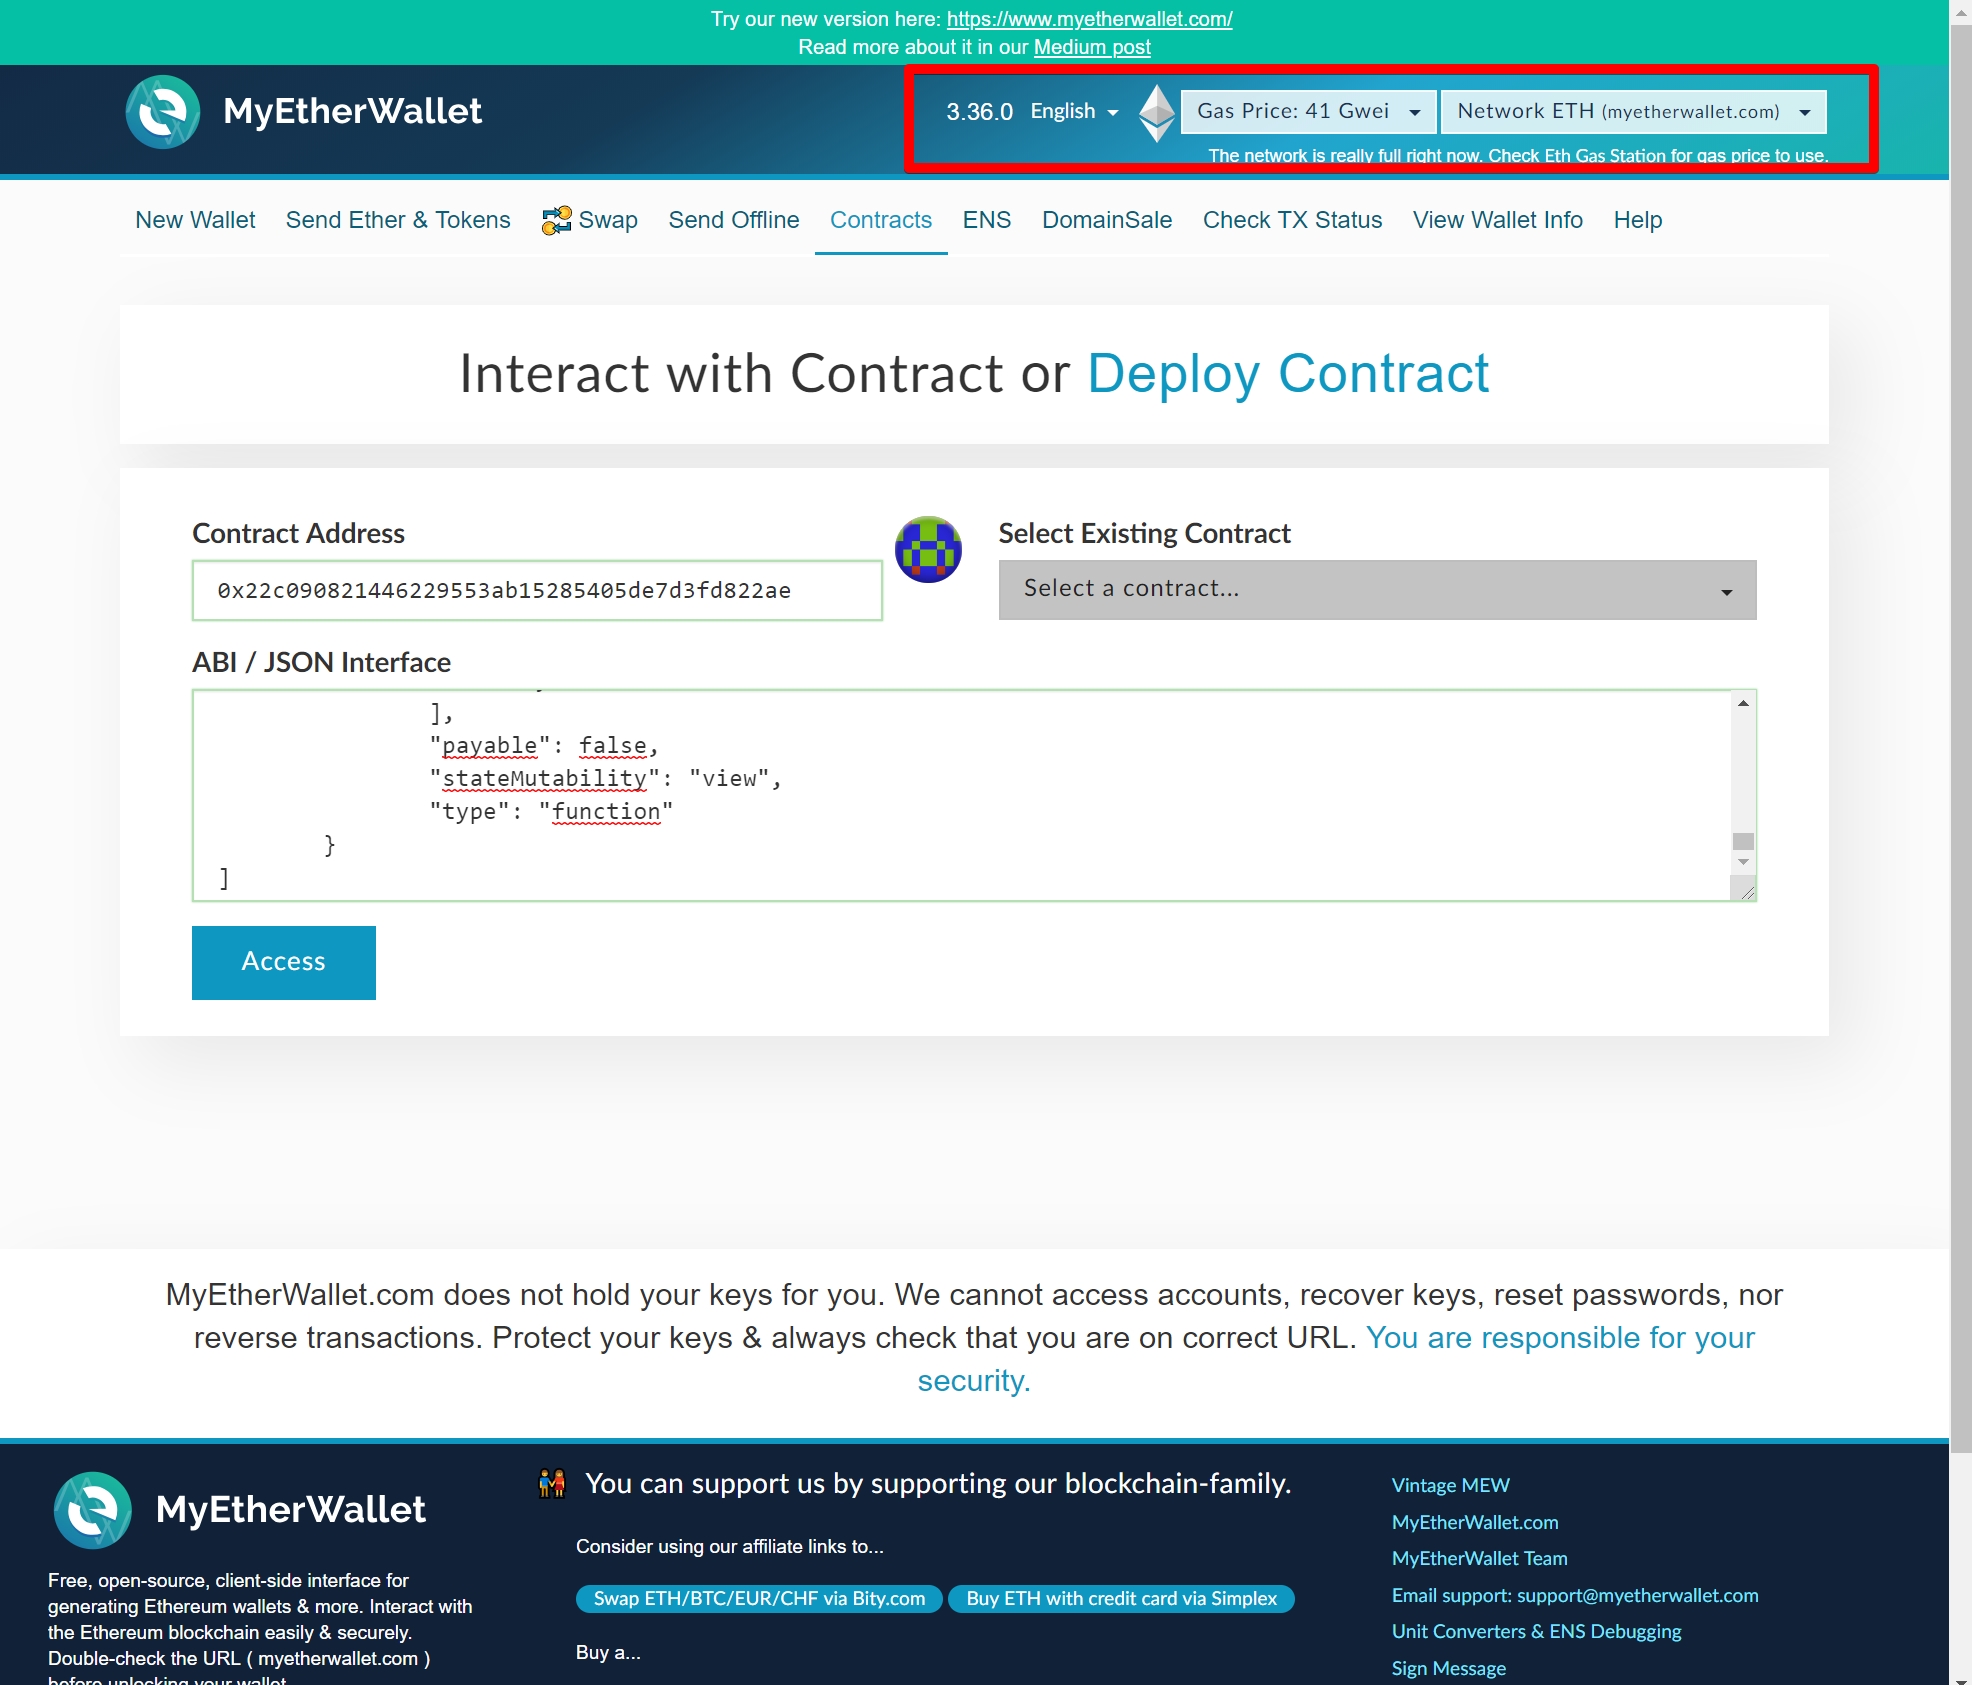 Try our new version here: https://www.myetherwallet.com/
Read more about it in our Medium post
MyEtherWallet
3.36.0 English
Gas Price: 41 Gwei
Network ETH (myetherwallet.com)
The network is really full right now. Check Eth Gas Station for gas price to use.
New Wallet Send Ether & Tokens Swap Send Offline Contracts ENS DomainSale Check TX Status View Wallet Info Help
Interact with Contract or Deploy Contract
Contract Address
0x22c090821446229553ab15285405de7d3fd822ae
Select Existing Contract
Select a contract...
ABI / JSON Interface
],
"payable": false,
"stateMutability": "view",
"type": "function"
}
]
Access
MyEtherWallet.com does not hold your keys for you. We cannot access accounts, recover keys, reset passwords, nor
reverse transactions. Protect your keys & always check that you are on correct URL. You are responsible for your
security.
MyEtherWallet
Free, open-source, client-side interface for
generating Ethereum wallets & more. Interact with
the Ethereum blockchain easily & securely.
Double-check the URL ( myetherwallet.com )
before unlocking your wallet.
You can support us by supporting our blockchain-family.
Consider using our affiliate links to...
Swap ETH/BTC/EUR/CHF via Bity.com
Buy ETH with credit card via Simplex
Buy a...
Vintage MEW
MyEtherWallet.com
MyEtherWallet Team
Email support: support@myetherwallet.com
Unit Converters & ENS Debugging
Sign Message